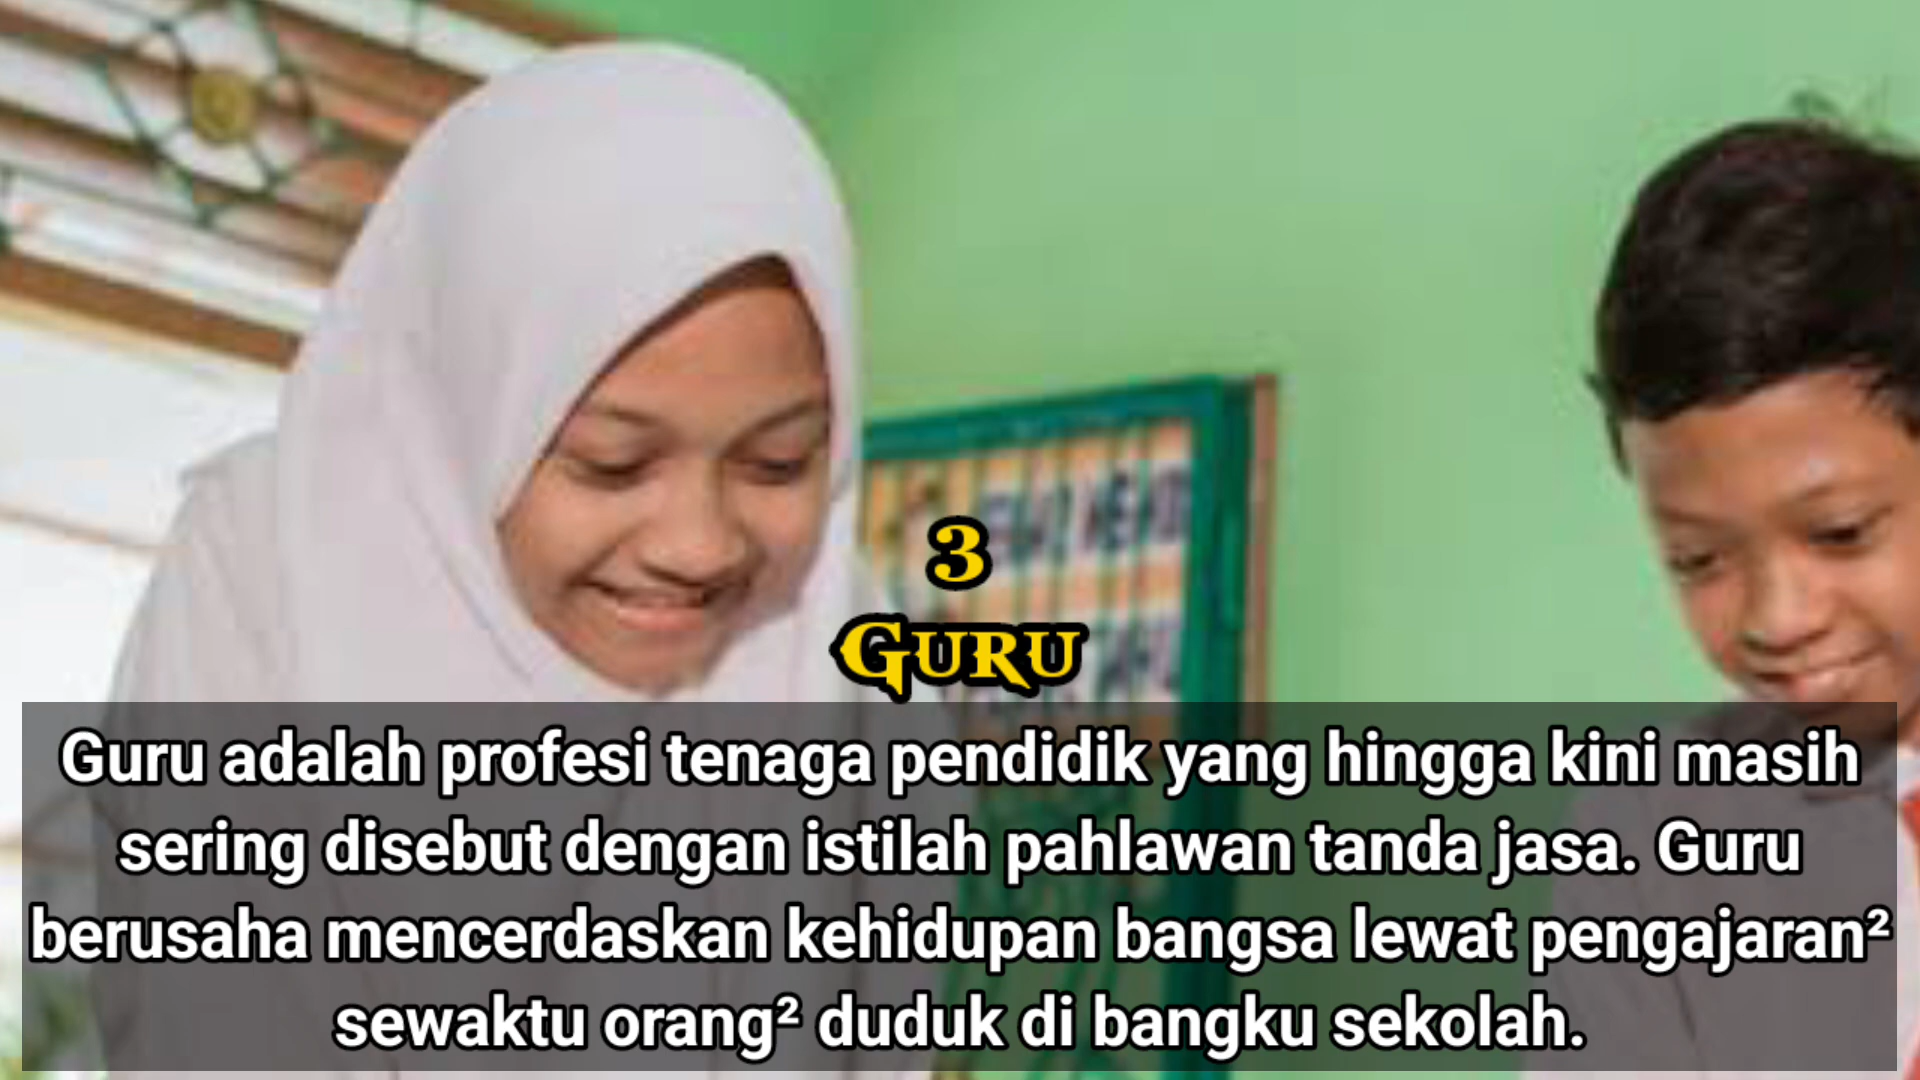 3
Guru
Guru adalah profesi tenaga pendidik yang hingga kini masih
sering disebut dengan istilah pahlawan tanda jasa. Guru
berusaha mencerdaskan kehidupan bangsa lewat pengajaran²
sewaktu orang² duduk di bangku sekolah.